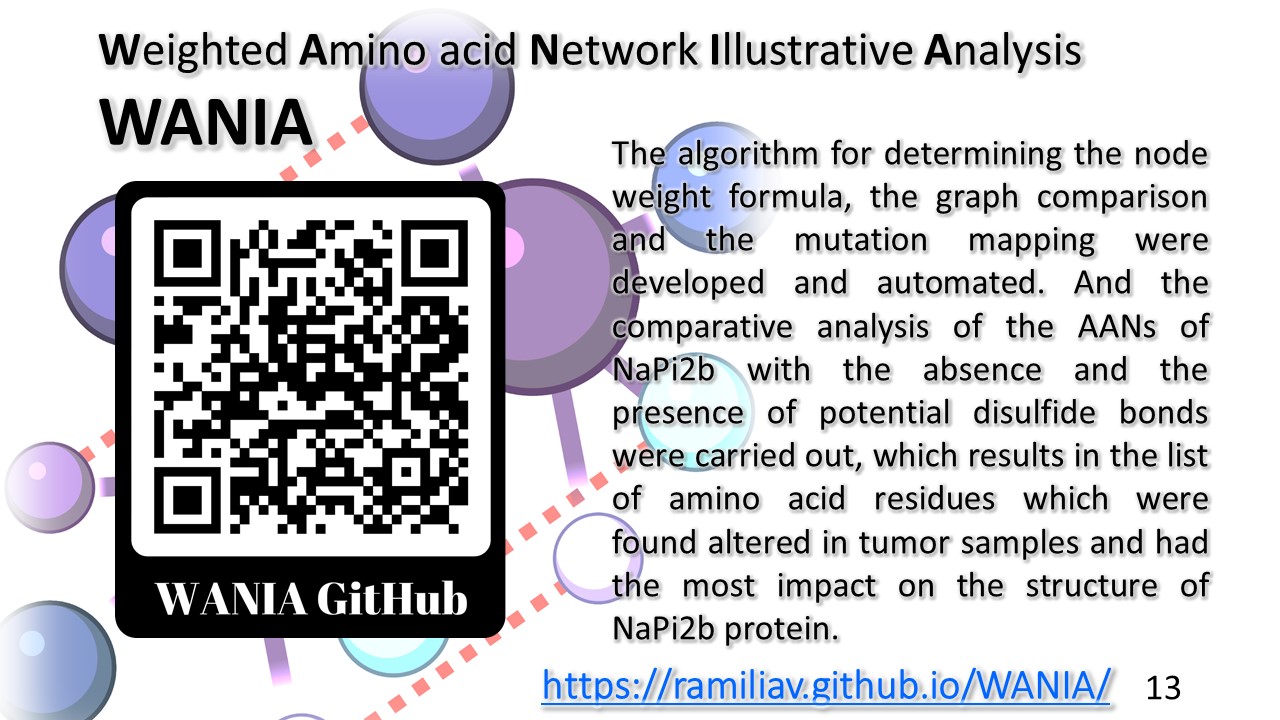 Weighted Amino acid Network Illustrative Analysis
WANIA
The algorithm for determining the node
weight formula, the graph comparison
and the mutation mapping were
developed and automated. And the
comparative analysis of the AANs of
NaPi2b with the absence and the
presence of potential disulfide bonds
were carried out, which results in the list
of amino acid residues which were
found altered in tumor samples and had
the most impact on the structure of
NaPi2b protein.
WANIA GitHub
https://ramiliav.github.io/WANIA/
13